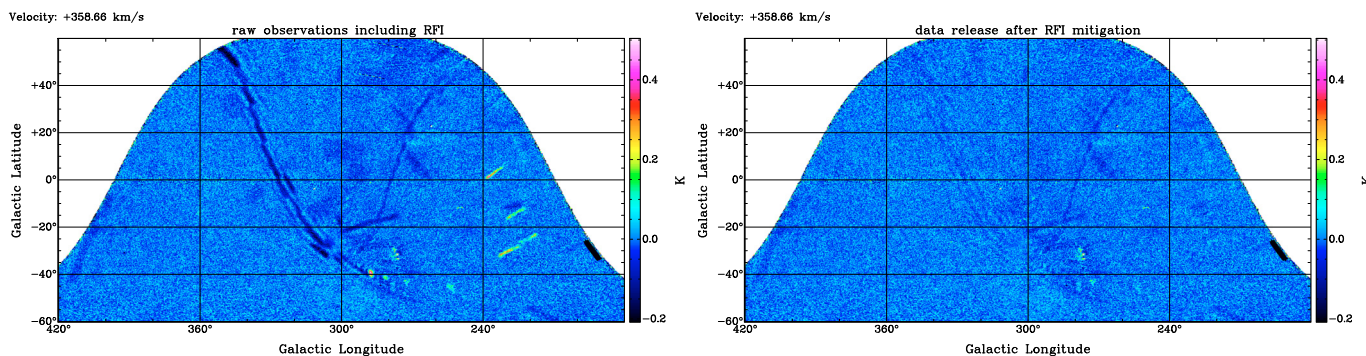 Velocity: +358.66 km/s
raw observations including RFI
+40°
+20°
0°
−20°
−40°
−60°
420°
360°
300°
240°
Galactic Longitude
Galactic Latitude
0.4
0.2
0.0
−0.2
K
Velocity: +358.66 km/s
data release after RFI mitigation
+40°
+20°
0°
−20°
−40°
−60°
420°
360°
300°
240°
Galactic Longitude
Galactic Latitude
0.4
0.2
0.0
−0.2
K